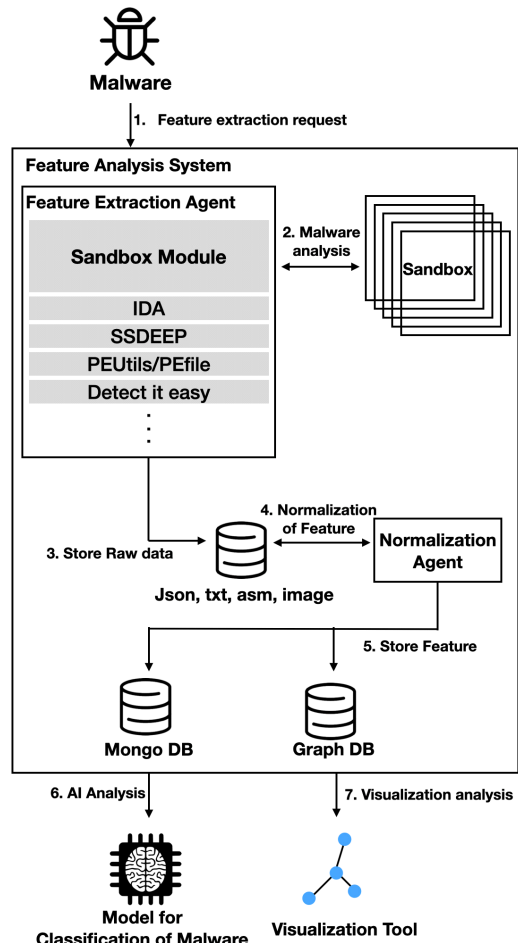 Malware
1. Feature extraction request
Feature Analysis System
Feature Extraction Agent
Sandbox Module
IDA
SSDEEP
PEUtils/PEfile
Detect it easy
2. Malware
analysis
Sandbox
3. Store Raw data
4. Normalization
of Feature
Normalization
Agent
Json, txt, asm, image
5. Store Feature
Mongo DB
Graph DB
6. AI Analysis
7. Visualization analysis
Model for
Classification of Malware
Visualization Tool